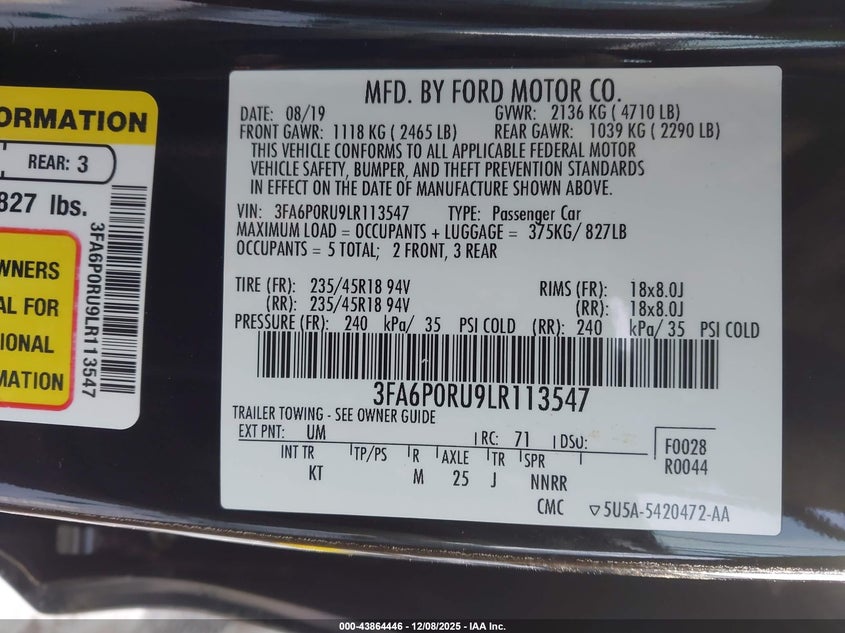 ORMATION
REAR: 3
827 lbs.
WNERS
AL FOR
IONAL
MATION
3FA6P0RU9LR113547
MFD. BY FORD MOTOR CO.
DATE: 08/19 GVWR: 2136 KG ( 4710 LB)
FRONT GAWR: 1118 KG ( 2465 LB) REAR GAWR: 1039 KG ( 2290 LB)
THIS VEHICLE CONFORMS TO ALL APPLICABLE FEDERAL MOTOR
VEHICLE SAFETY, BUMPER, AND THEFT PREVENTION STANDARDS
IN EFFECT ON THE DATE OF MANUFACTURE SHOWN ABOVE.
VIN: 3FA6P0RU9LR113547 TYPE: Passenger Car
MAXIMUM LOAD = OCCUPANTS + LUGGAGE = 375KG/ 827LB
OCCUPANTS = 5 TOTAL; 2 FRONT, 3 REAR
TIRE (FR): 235/45R18 94V RIMS (FR): 18x8.0J
(RR): 235/45R18 94V (RR): 18x8.0J
PRESSURE (FR): 240 kPa/ 35 PSI COLD (RR): 240 kPa/ 35 PSI COLD
3FA6P0RU9LR113547
TRAILER TOWING - SEE OWNER GUIDE
EXT PNT: UM RC: 71 DSO: F0028
INT TR TP/PS R AXLE TR SPR R0044
KT M 25 J NNRR
CMC ▽5U5A-5420472-AA
000-43864446 - 12/08/2025 - IAA Inc.